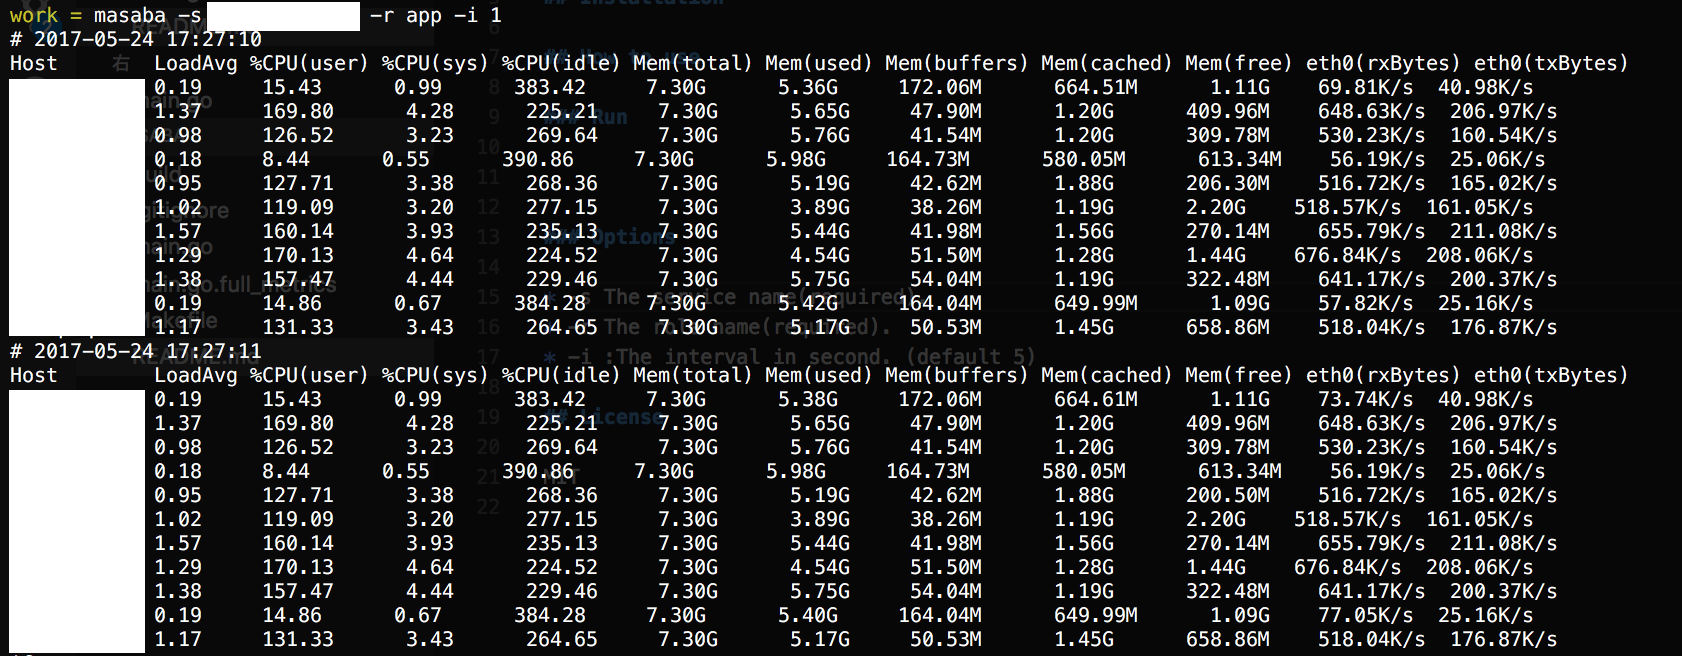 work = masaba -s -r app -i 1
# 2017-05-24 17:27:10
Host LoadAvg %CPU(user) %CPU(sys) %CPU(idle) Mem(total) Mem(used) Mem(buffers) Mem(cached) Mem(free) eth0(rxBytes) eth0(txBytes)
0.19 15.43 0.99 383.42 7.30G 5.36G 172.06M 664.51M 1.11G 69.81K/s 40.98K/s
1.37 169.80 4.28 225.21 7.30G 5.65G 47.90M 1.20G 409.96M 648.63K/s 206.97K/s
0.98 126.52 3.23 269.64 7.30G 5.76G 41.54M 1.20G 309.78M 530.23K/s 160.54K/s
0.18 8.44 0.55 390.86 7.30G 5.98G 164.73M 580.05M 613.34M 56.19K/s 25.06K/s
0.95 127.71 3.38 268.36 7.30G 5.19G 42.62M 1.88G 206.30M 516.72K/s 165.02K/s
1.02 119.09 3.20 277.15 7.30G 3.89G 38.26M 1.19G 2.20G 518.57K/s 161.05K/s
1.57 160.14 3.93 235.13 7.30G 5.44G 41.98M 1.56G 270.14M 655.79K/s 211.08K/s
1.29 170.13 4.64 224.52 7.30G 4.54G 51.50M 1.28G 1.44G 676.84K/s 208.06K/s
1.38 157.47 4.44 229.46 7.30G 5.75G 54.04M 1.19G 322.48M 641.17K/s 200.37K/s
0.19 14.86 0.67 384.28 7.30G 5.42G 164.04M 649.99M 1.09G 57.82K/s 25.16K/s
1.17 131.33 3.43 264.65 7.30G 5.17G 50.53M 1.45G 658.86M 518.04K/s 176.87K/s
# 2017-05-24 17:27:11
Host LoadAvg %CPU(user) %CPU(sys) %CPU(idle) Mem(total) Mem(used) Mem(buffers) Mem(cached) Mem(free) eth0(rxBytes) eth0(txBytes)
0.19 15.43 0.99 383.42 7.30G 5.38G 172.06M 664.61M 1.11G 73.74K/s 40.98K/s
1.37 169.80 4.28 225.21 7.30G 5.65G 47.90M 1.20G 409.96M 648.63K/s 206.97K/s
0.98 126.52 3.23 269.64 7.30G 5.76G 41.54M 1.20G 309.78M 530.23K/s 160.54K/s
0.18 8.44 0.55 390.86 7.30G 5.98G 164.73M 580.05M 613.34M 56.19K/s 25.06K/s
0.95 127.71 3.38 268.36 7.30G 5.19G 42.62M 1.88G 200.50M 516.72K/s 165.02K/s
1.02 119.09 3.20 277.15 7.30G 3.89G 38.26M 1.19G 2.20G 518.57K/s 161.05K/s
1.57 160.14 3.93 235.13 7.30G 5.44G 41.98M 1.56G 270.14M 655.79K/s 211.08K/s
1.29 170.13 4.64 224.52 7.30G 4.54G 51.50M 1.28G 1.44G 676.84K/s 208.06K/s
1.38 157.47 4.44 229.46 7.30G 5.75G 54.04M 1.19G 322.48M 641.17K/s 200.37K/s
0.19 14.86 0.67 384.28 7.30G 5.40G 164.04M 649.99M 1.09G 77.05K/s 25.16K/s
1.17 131.33 3.43 264.65 7.30G 5.17G 50.53M 1.45G 658.86M 518.04K/s 176.87K/s
## Run
### Options
The service name(required)
The role name(required).
* -i :The interval in second. (default 5)
## License